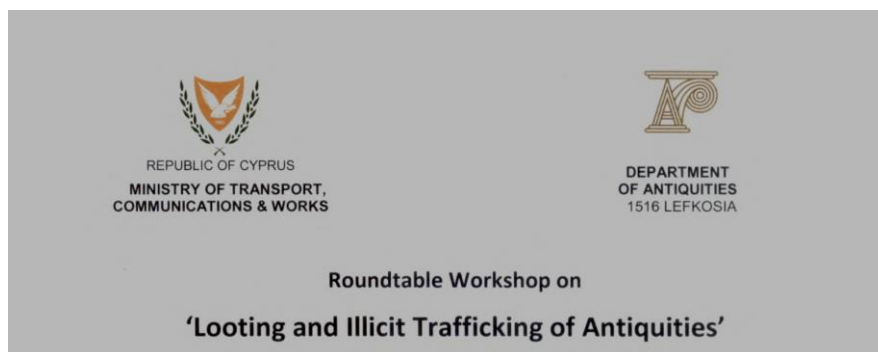 REPUBLIC OF CYPRUS
MINISTRY OF TRANSPORT,
COMMUNICATIONS & WORKS
DEPARTMENT
OF ANTIQUITIES
1516 LEFKOSIA
Roundtable Workshop on
‘Looting and Illicit Trafficking of Antiquities’